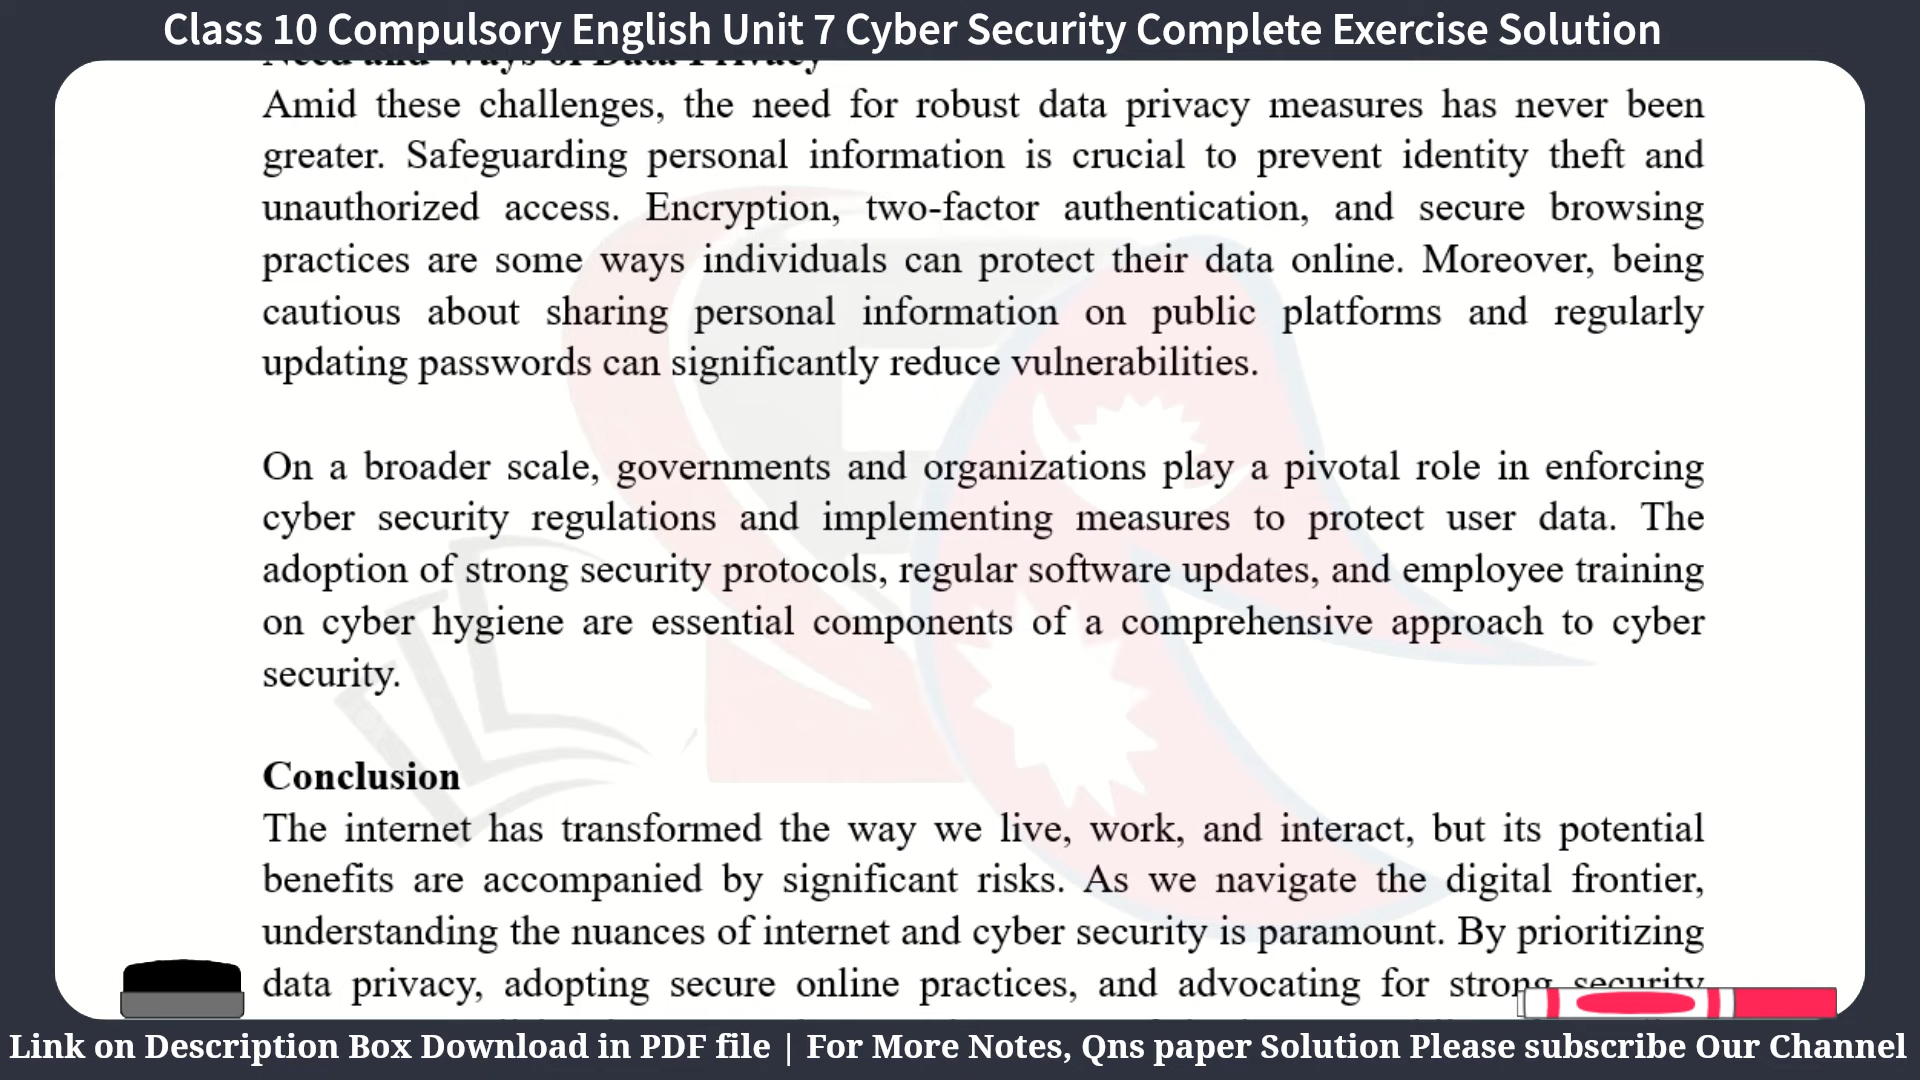 Class 10 Compulsory English Unit 7 Cyber Security Complete Exercise Solution
Need and Ways of Data Privacy
Amid these challenges, the need for robust data privacy measures has never been
greater. Safeguarding personal information is crucial to prevent identity theft and
unauthorized access. Encryption, two-factor authentication, and secure browsing
practices are some ways individuals can protect their data online. Moreover, being
cautious about sharing personal information on public platforms and regularly
updating passwords can significantly reduce vulnerabilities.
On a broader scale, governments and organizations play a pivotal role in enforcing
cyber security regulations and implementing measures to protect user data. The
adoption of strong security protocols, regular software updates, and employee training
on cyber hygiene are essential components of a comprehensive approach to cyber
security.
Conclusion
The internet has transformed the way we live, work, and interact, but its potential
benefits are accompanied by significant risks. As we navigate the digital frontier,
understanding the nuances of internet and cyber security is paramount. By prioritizing
data privacy, adopting secure online practices, and advocating for strong security
Link on Description Box Download in PDF file | For More Notes, Qns paper Solution Please subscribe Our Channel